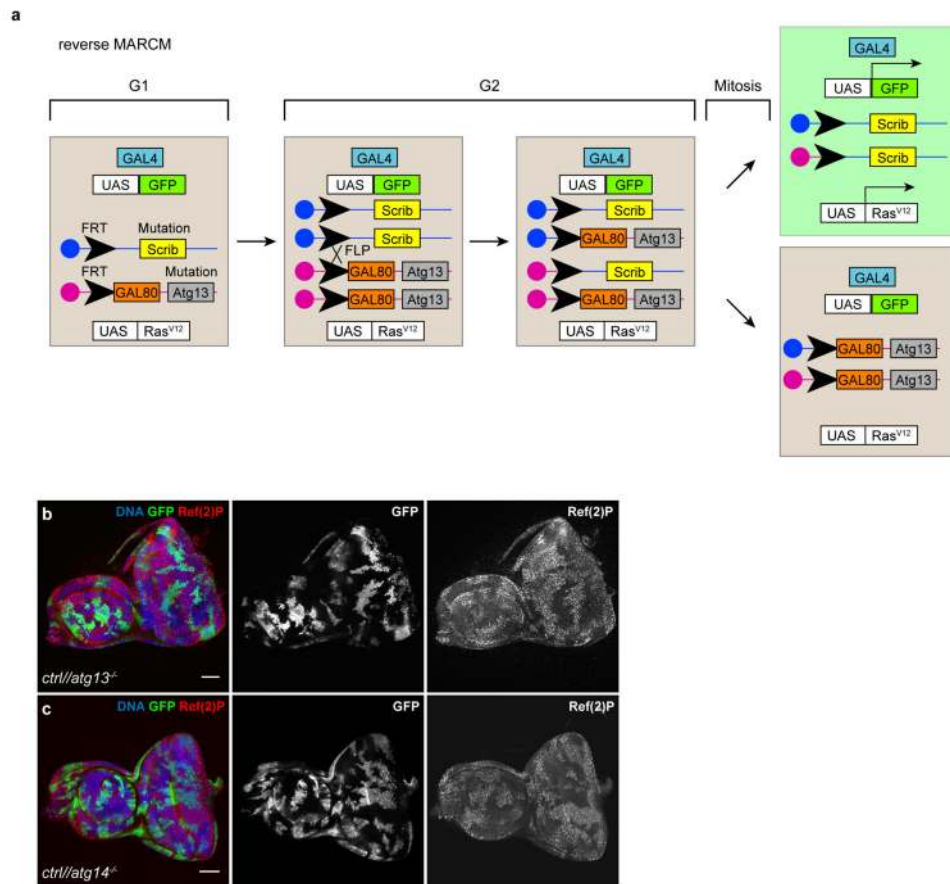 a
reverse MARCM
G1
G2
Mitosis
GAL4
UAS GFP
FRT Mutation
Scrib
FRT Mutation
GAL80 Atg13
UAS Ras^V12
GAL4
UAS GFP
Scrib
Scrib
FLP
GAL80 Atg13
GAL80 Atg13
UAS Ras^V12
GAL4
UAS GFP
Scrib
GAL80 Atg13
Scrib
GAL80 Atg13
UAS Ras^V12
GAL4
UAS GFP
Scrib
Scrib
UAS Ras^V12
GAL4
UAS GFP
GAL80 Atg13
GAL80 Atg13
UAS Ras^V12
b DNA GFP Ref(2)P
GFP
Ref(2)P
ctrl//atg13^-/-
c DNA GFP Ref(2)P
GFP
Ref(2)P
ctrl//atg14^-/-